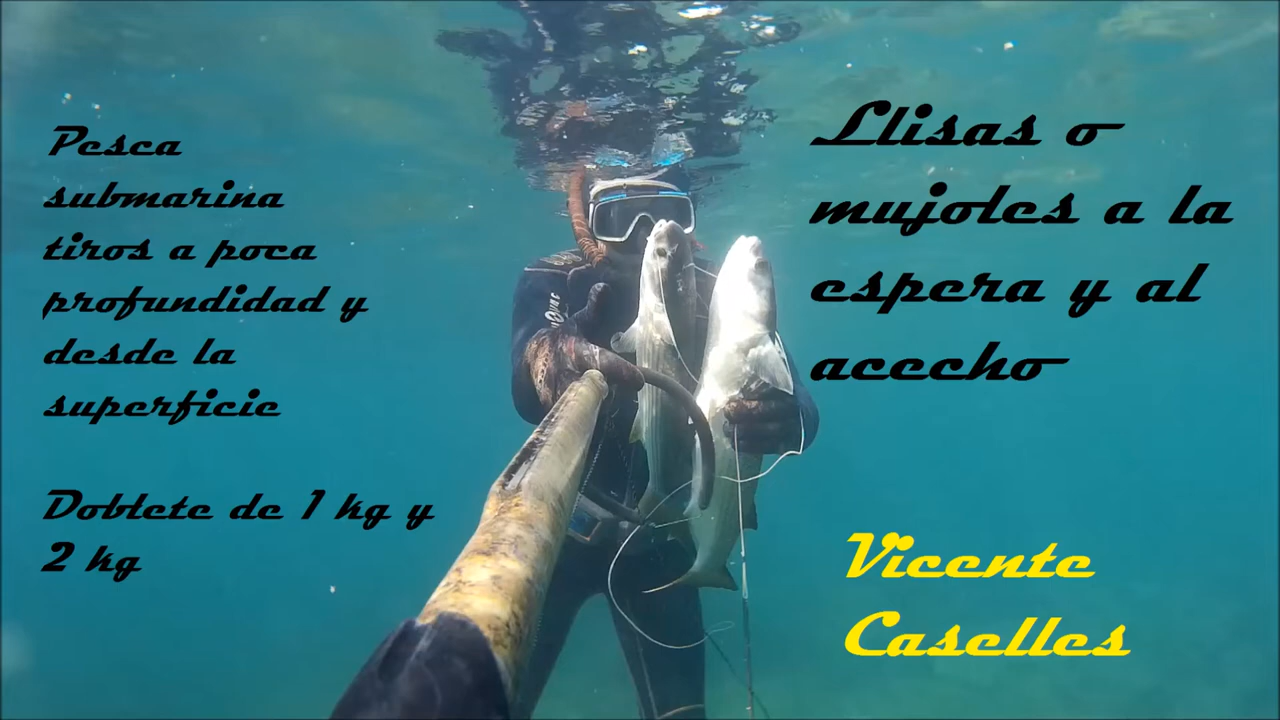 Pesca
submarina
tiros a poca
profundidad y
desde la
superficie
Doblete de 1 kg y
2 kg
Llisas o
mujoles a la
espera y al
acecho
Vicente
Caselles